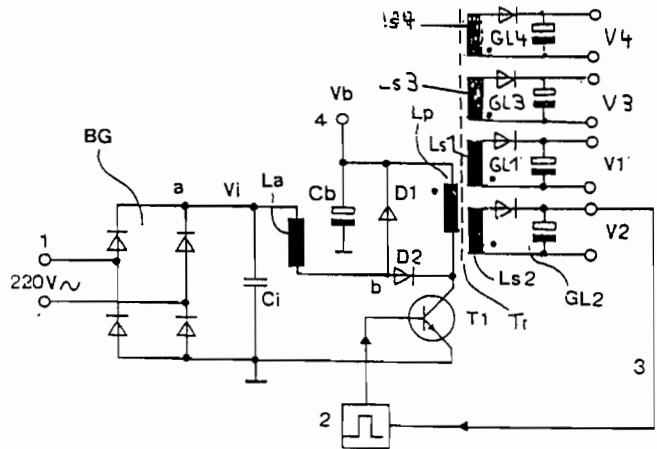 Ls4
GL4
V4
Ls3
GL3
V3
Vb
4
Lp
BG
Ls1
GL1
V1
a
Vi
La
Cb
D1
V2
1
D2
Ls2
220V~
b
GL2
Ci
T1
Tr
3
2